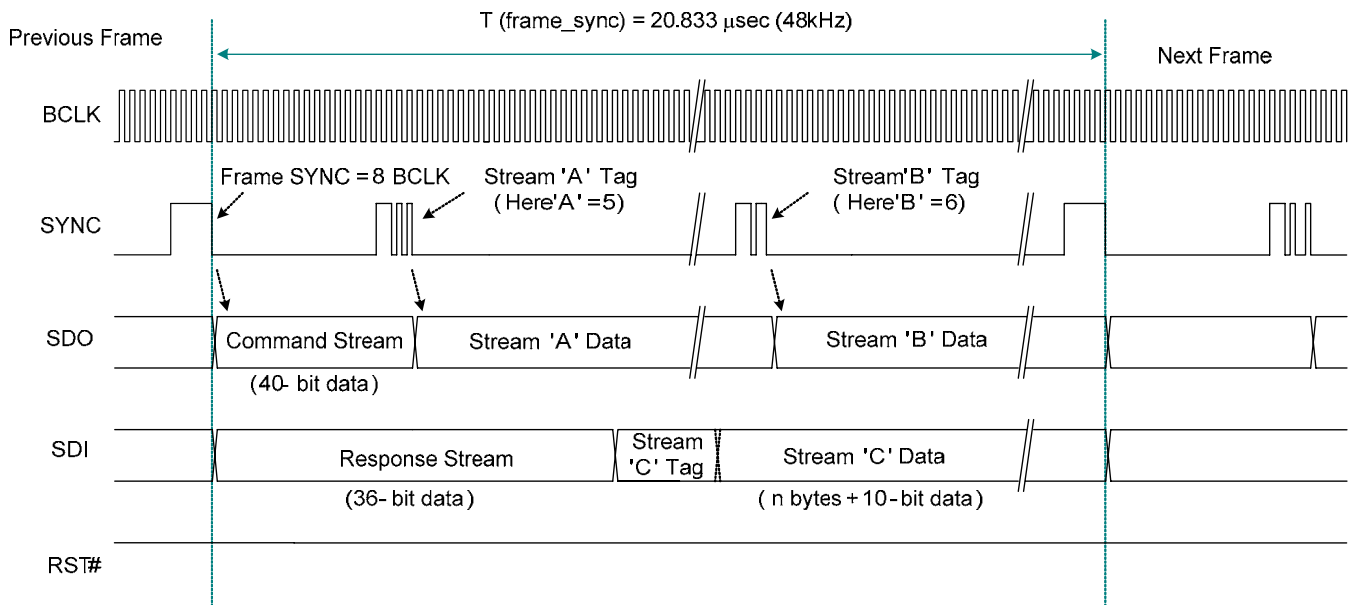 T (frame_sync) = 20.833 μsec (48kHz)
Previous Frame
Next Frame
BCLK
Frame SYNC = 8 BCLK
Stream 'A' Tag
(Here 'A' = 5)
Stream 'B' Tag
(Here 'B' = 6)
SYNC
SDO
Command Stream
Stream 'A' Data
Stream 'B' Data
(40- bit data)
SDI
Response Stream
Stream
'C' Tag
Stream 'C' Data
(36- bit data)
(n bytes + 10- bit data)
RST#